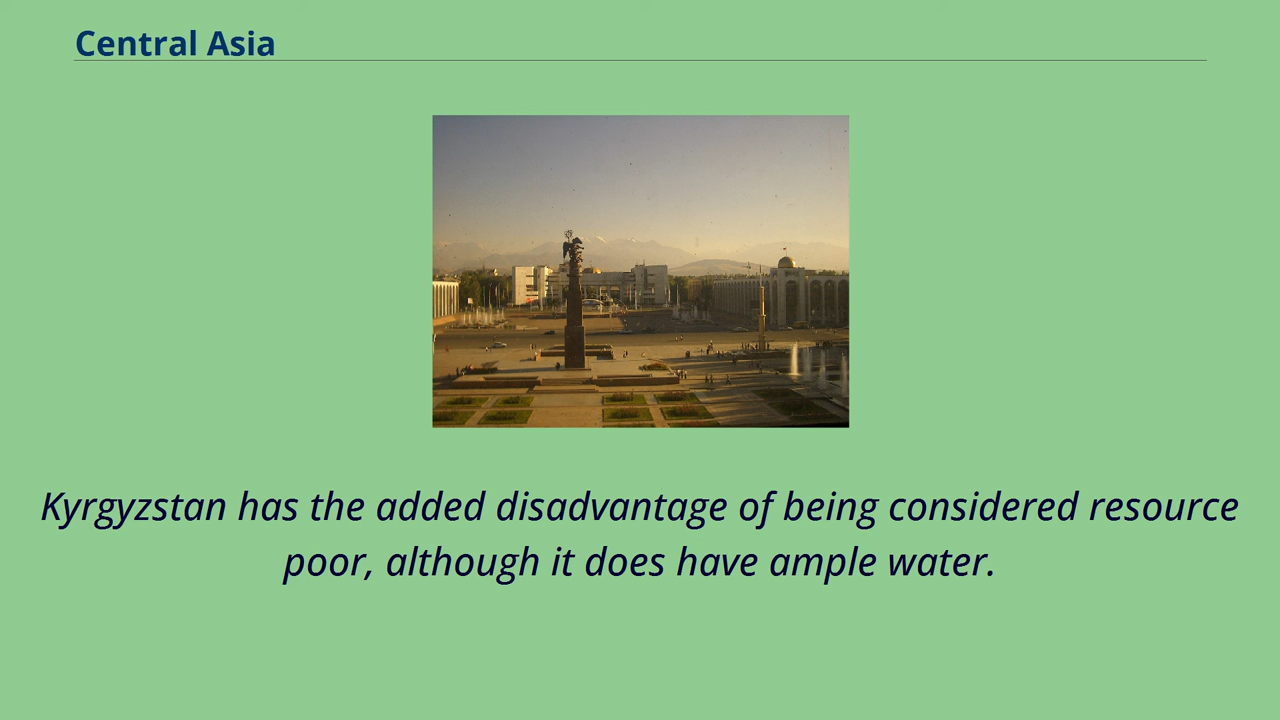 Central Asia
Kyrgyzstan has the added disadvantage of being considered resource
poor, although it does have ample water.